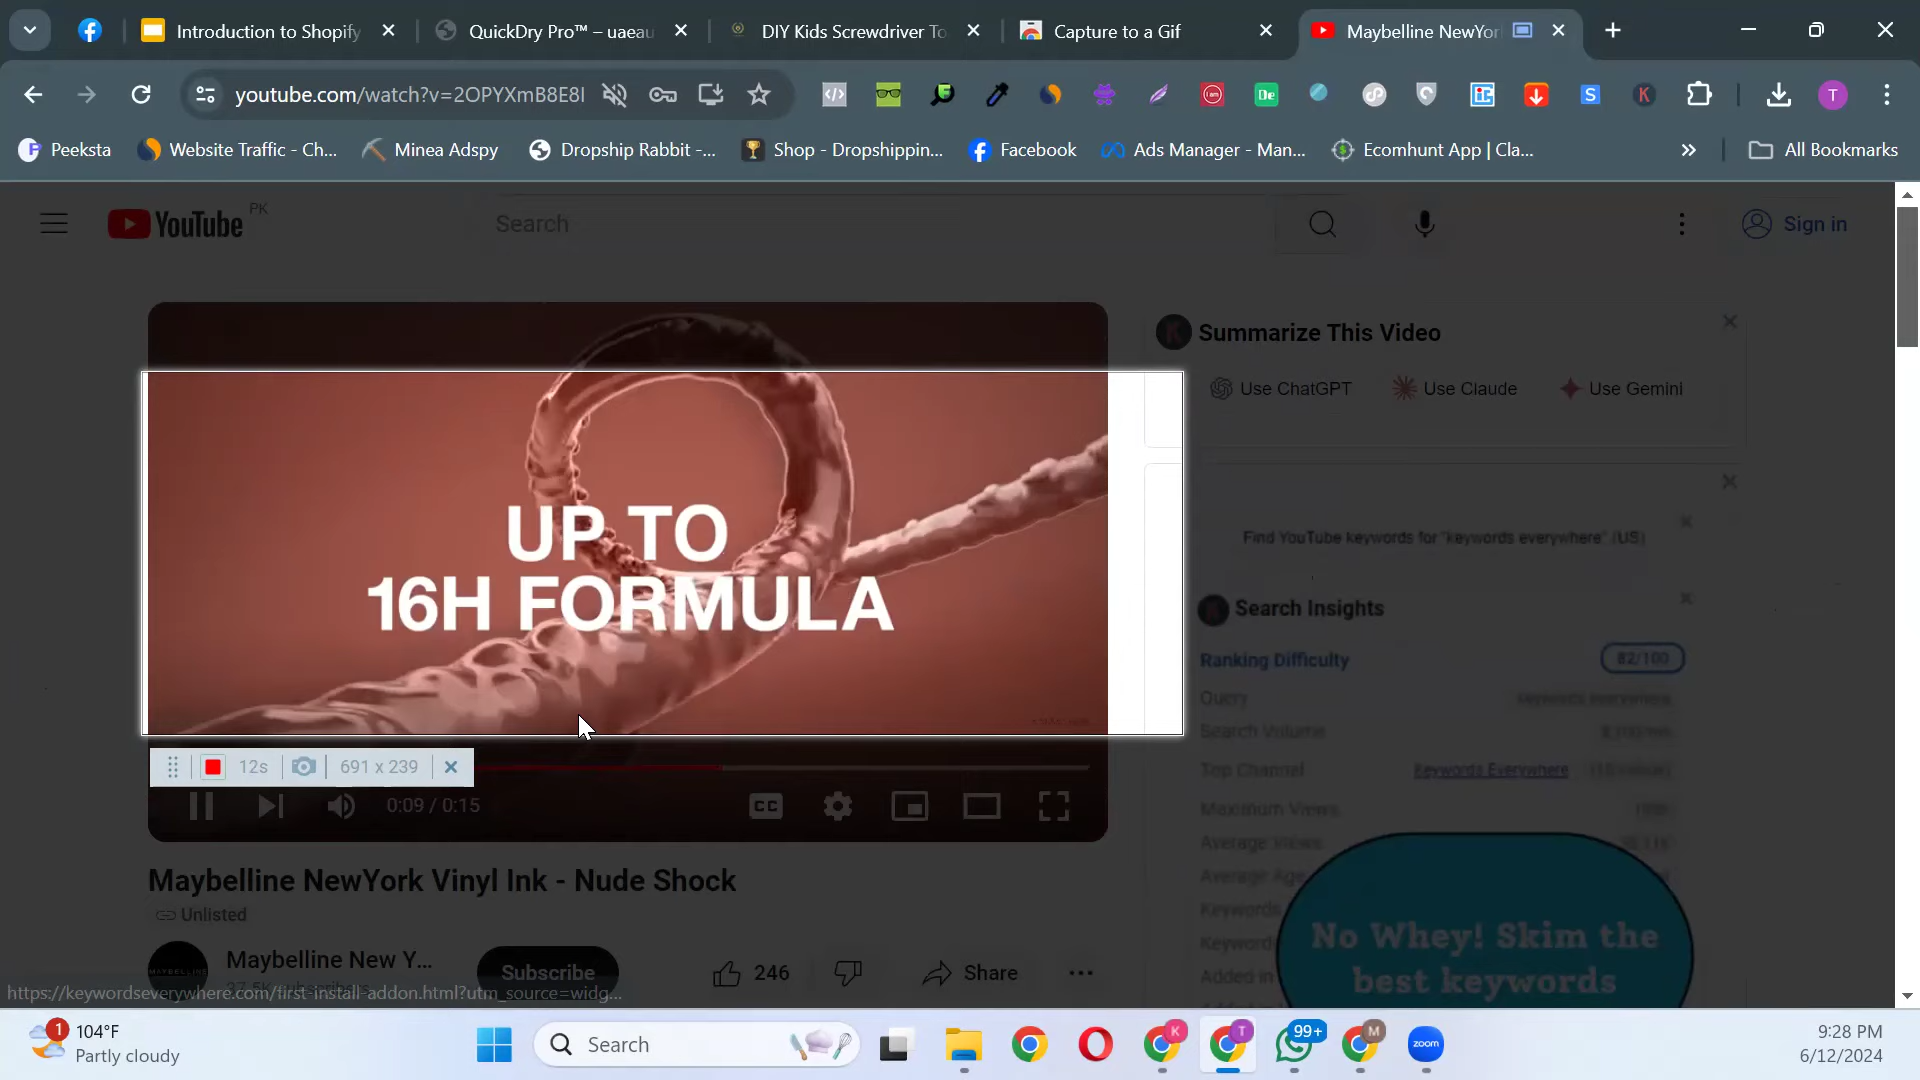 Introduction to Shopify
QuickDry Pro™ – uaeau
DIY Kids Screwdriver To
Capture to a Gif
Maybelline NewYor
youtube.com/watch?v=2OPYXmB8E8I
T
Peeksta
Website Traffic - Ch...
Minea Adspy
Dropship Rabbit -...
Shop - Dropshippin...
Facebook
Ads Manager - Man...
Ecomhunt App | Cla...
All Bookmarks
YouTube
PK
Search
Sign in
Summarize This Video
Use ChatGPT
Use Claude
Use Gemini
UP TO
16H FORMULA
Find YouTube keywords for "keywords everywhere" (US)
Search Insights
Ranking Difficulty
82/100
Query
keywords everywhere
Search Volume
Top Channel
Keywords Everywhere
Maximum Views
Average Views
Average Age
Keywords
Keyword
Added in
12s
691 x 239
0:09 / 0:15
Maybelline NewYork Vinyl Ink - Nude Shock
Unlisted
MAYBELLINE
Maybelline New Y...
Subscribe
246
Share
No Whey! Skim the
best keywords
https://keywordseverywhere.com/first-install-addon.html?utm_source=widg...
1
104°F
Partly cloudy
Search
K
T
99+
M
zoom
9:28 PM
6/12/2024